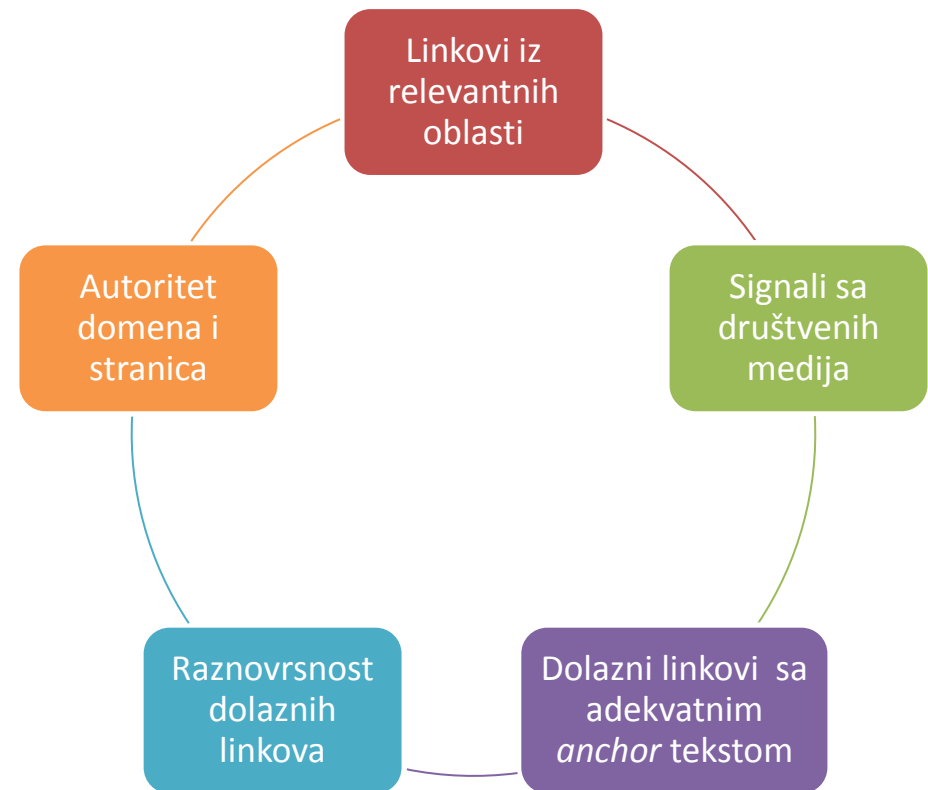 Linkovi iz
relevantnih
oblasti
Signali sa
društvenih
medija
Dolazni linkovi  sa
adekvatnim
anchor tekstom
Raznovrsnost
dolaznih
linkova
Autoritet
domena i
stranica